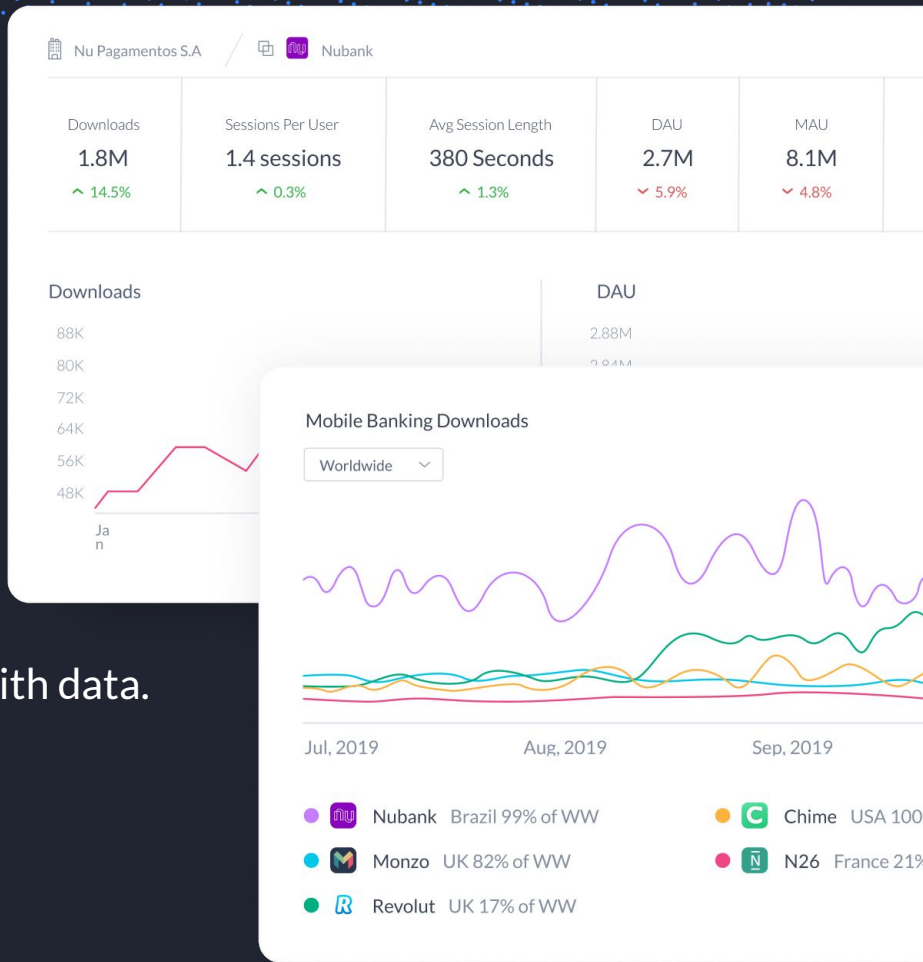 Nu Pagamentos S.A / Nubank
Downloads
1.8M
14.5%
Sessions Per User
1.4 sessions
0.3%
Avg Session Length
380 Seconds
1.3%
DAU
2.7M
5.9%
MAU
8.1M
4.8%
Downloads
88K
80K
72K
64K
56K
48K
Ja
n
DAU
2.88M
2.84M
Mobile Banking Downloads
Worldwide
Jul, 2019
Aug, 2019
Sep, 2019
Nubank Brazil 99% of WW
Monzo UK 82% of WW
Revolut UK 17% of WW
Chime USA 100
N26 France 21%
ith data.